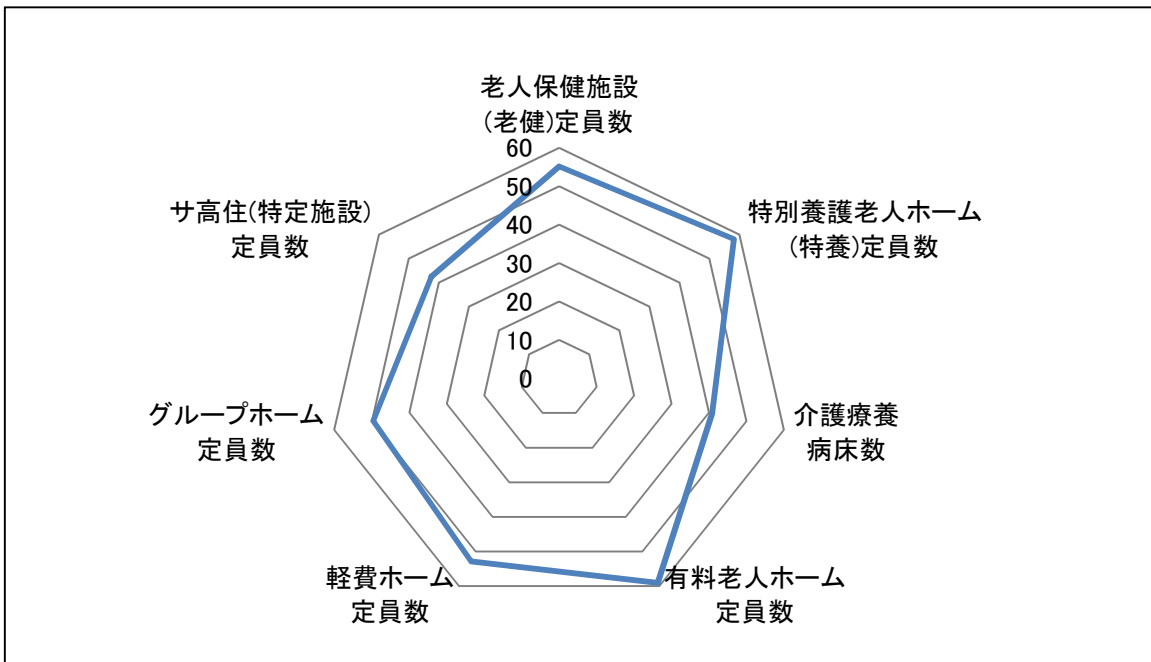 老人保健施設
(老健)定員数
60
50
40
30
20
10
0
特別養護老人ホーム
(特養)定員数
介護療養
病床数
有料老人ホーム
定員数
軽費ホーム
定員数
グループホーム
定員数
サ高住(特定施設)
定員数